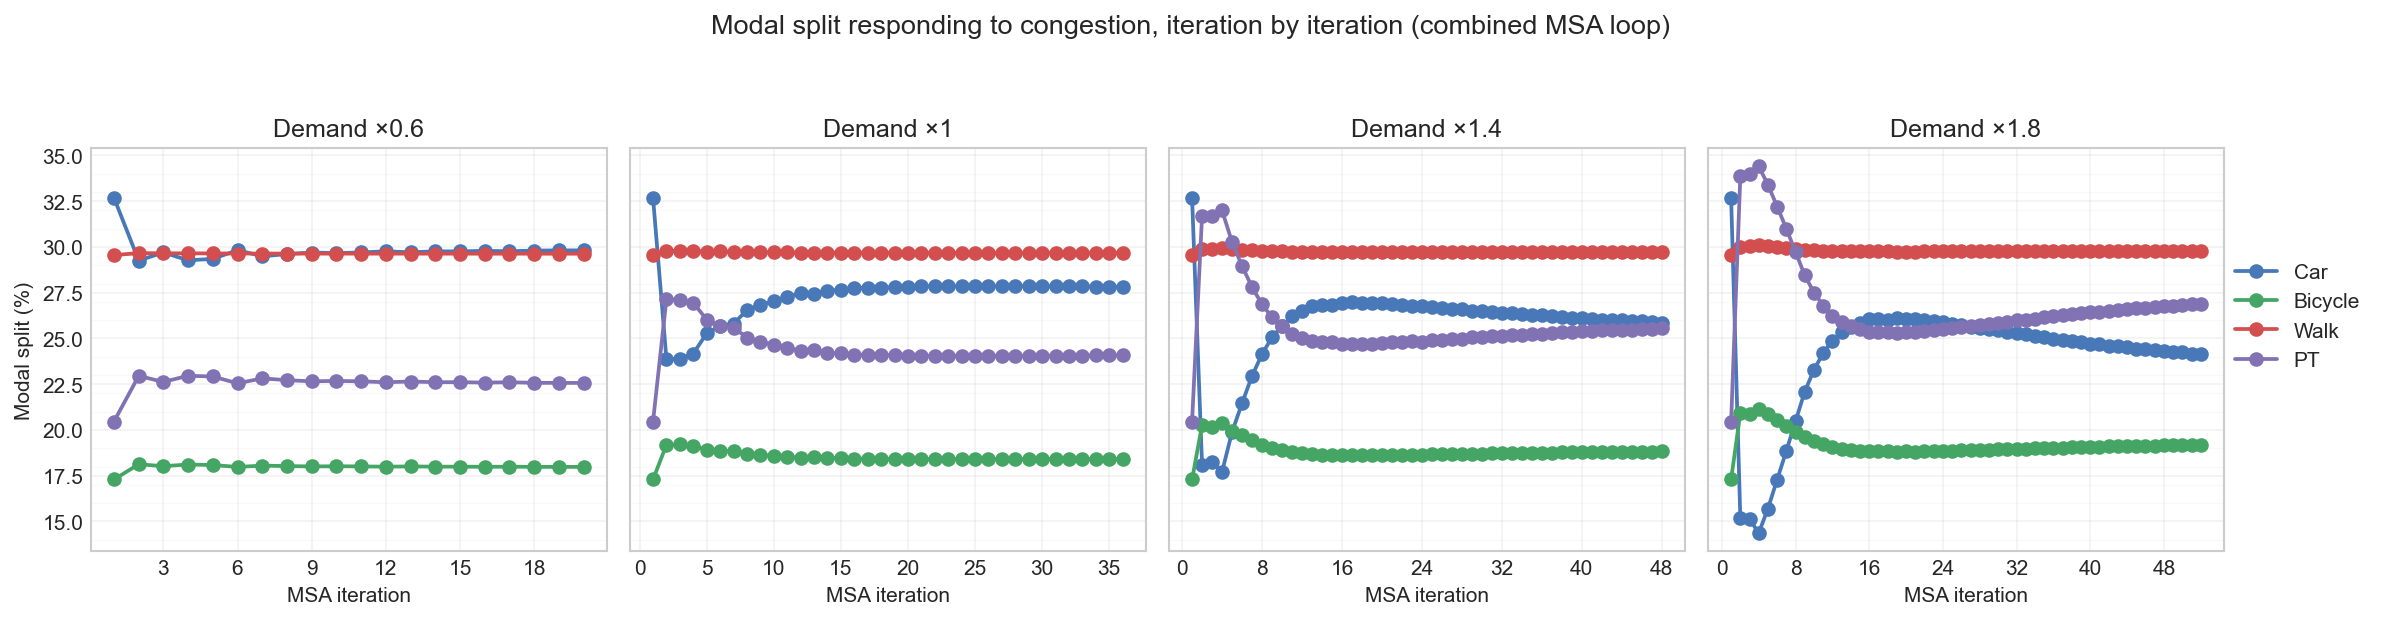 Modal split responding to congestion, iteration by iteration (combined MSA loop)
Demand ×0.6
Demand ×1
Demand ×1.4
Demand ×1.8
Modal split (%)
35.0
32.5
30.0
27.5
25.0
22.5
20.0
17.5
15.0
3 6 9 12 15 18
0 5 10 15 20 25 30 35
0 8 16 24 32 40 48
0 8 16 24 32 40 48
MSA iteration
MSA iteration
MSA iteration
MSA iteration
Car
Bicycle
Walk
PT